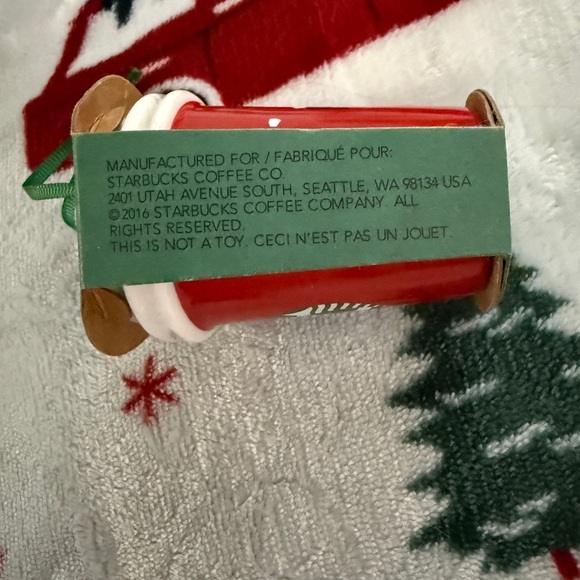 MANUFACTURED FOR / FABRIQUÉ POUR:
STARBUCKS COFFEE CO.
2401 UTAH AVENUE SOUTH, SEATTLE, WA 98134 USA
©2016 STARBUCKS COFFEE COMPANY. ALL
RIGHTS RESERVED.
THIS IS NOT A TOY. CECI N'EST PAS UN JOUET.